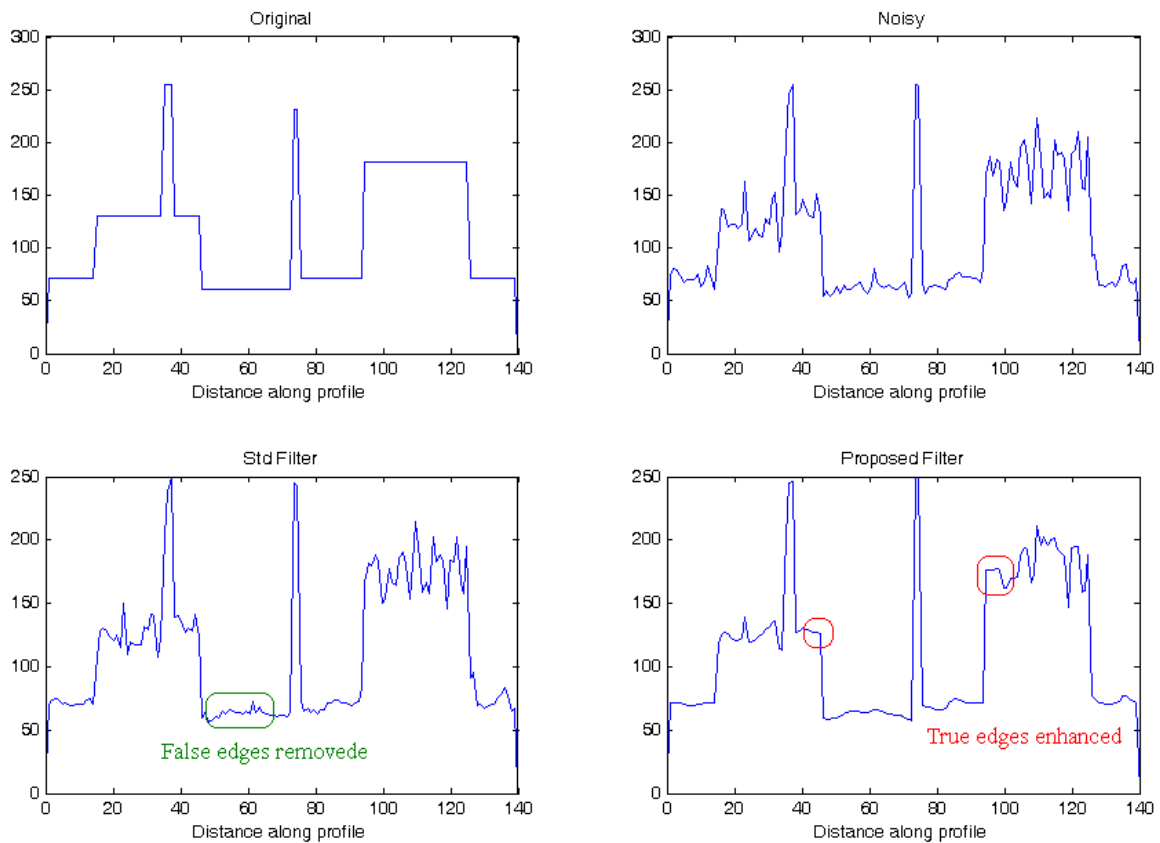 Original
300
250
200
150
100
50
0
0 20 40 60 80 100 120 140
Distance along profile
Noisy
300
250
200
150
100
50
0
0 20 40 60 80 100 120 140
Distance along profile
Std Filter
250
200
150
100
50
0
False edges removede
0 20 40 60 80 100 120 140
Distance along profile
Proposed Filter
250
200
150
100
50
0
True edges enhanced
0 20 40 60 80 100 120 140
Distance along profile